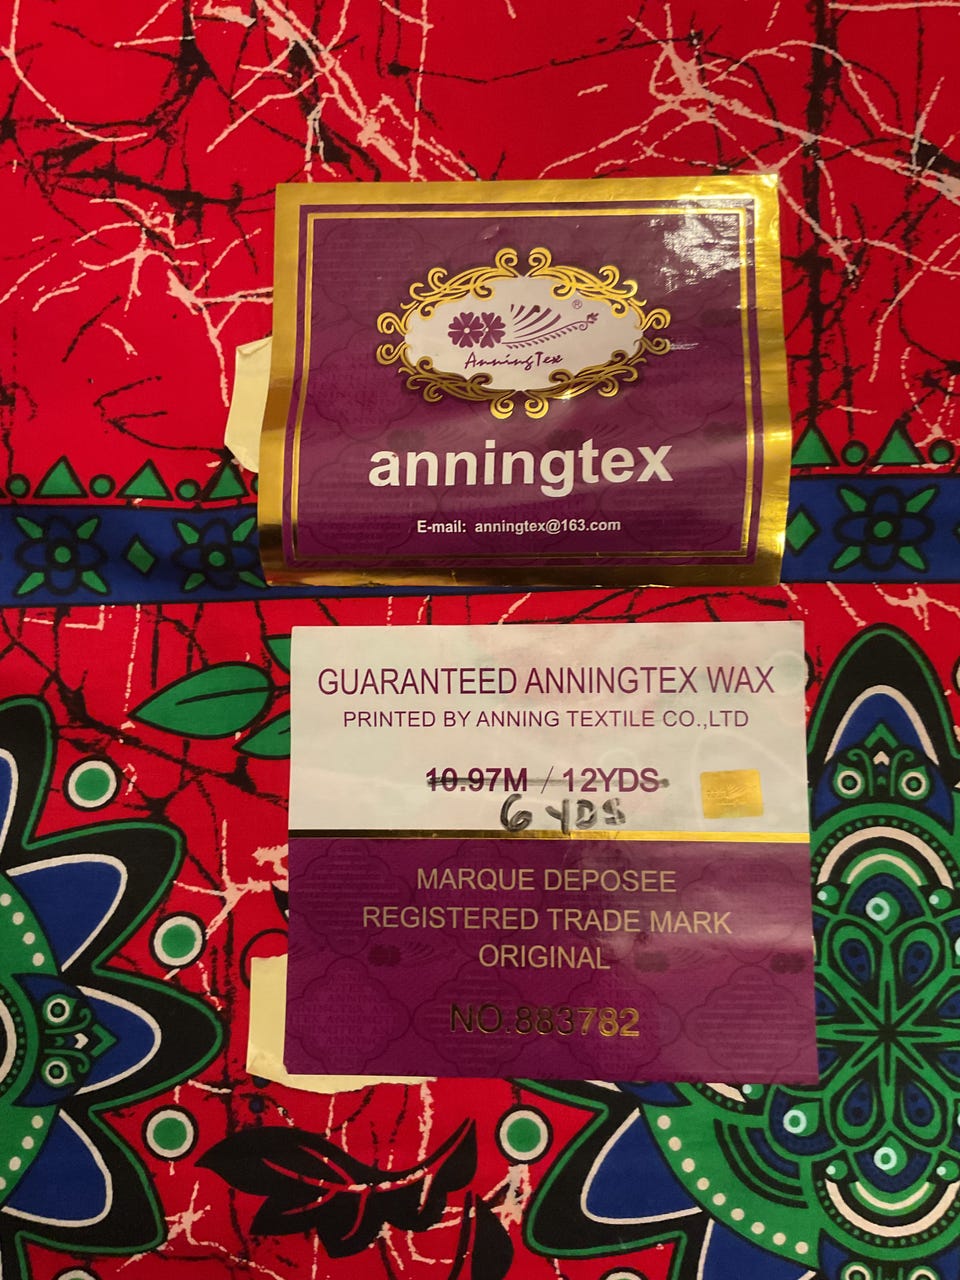 ®
AnningTex
anningtex
E-mail: anningtex@163.com
GUARANTEED ANNINGTEX WAX
PRINTED BY ANNING TEXTILE CO.,LTD
10.97M / 12YDS
6 YDS
MARQUE DEPOSEE
REGISTERED TRADE MARK
ORIGINAL
NO.883782